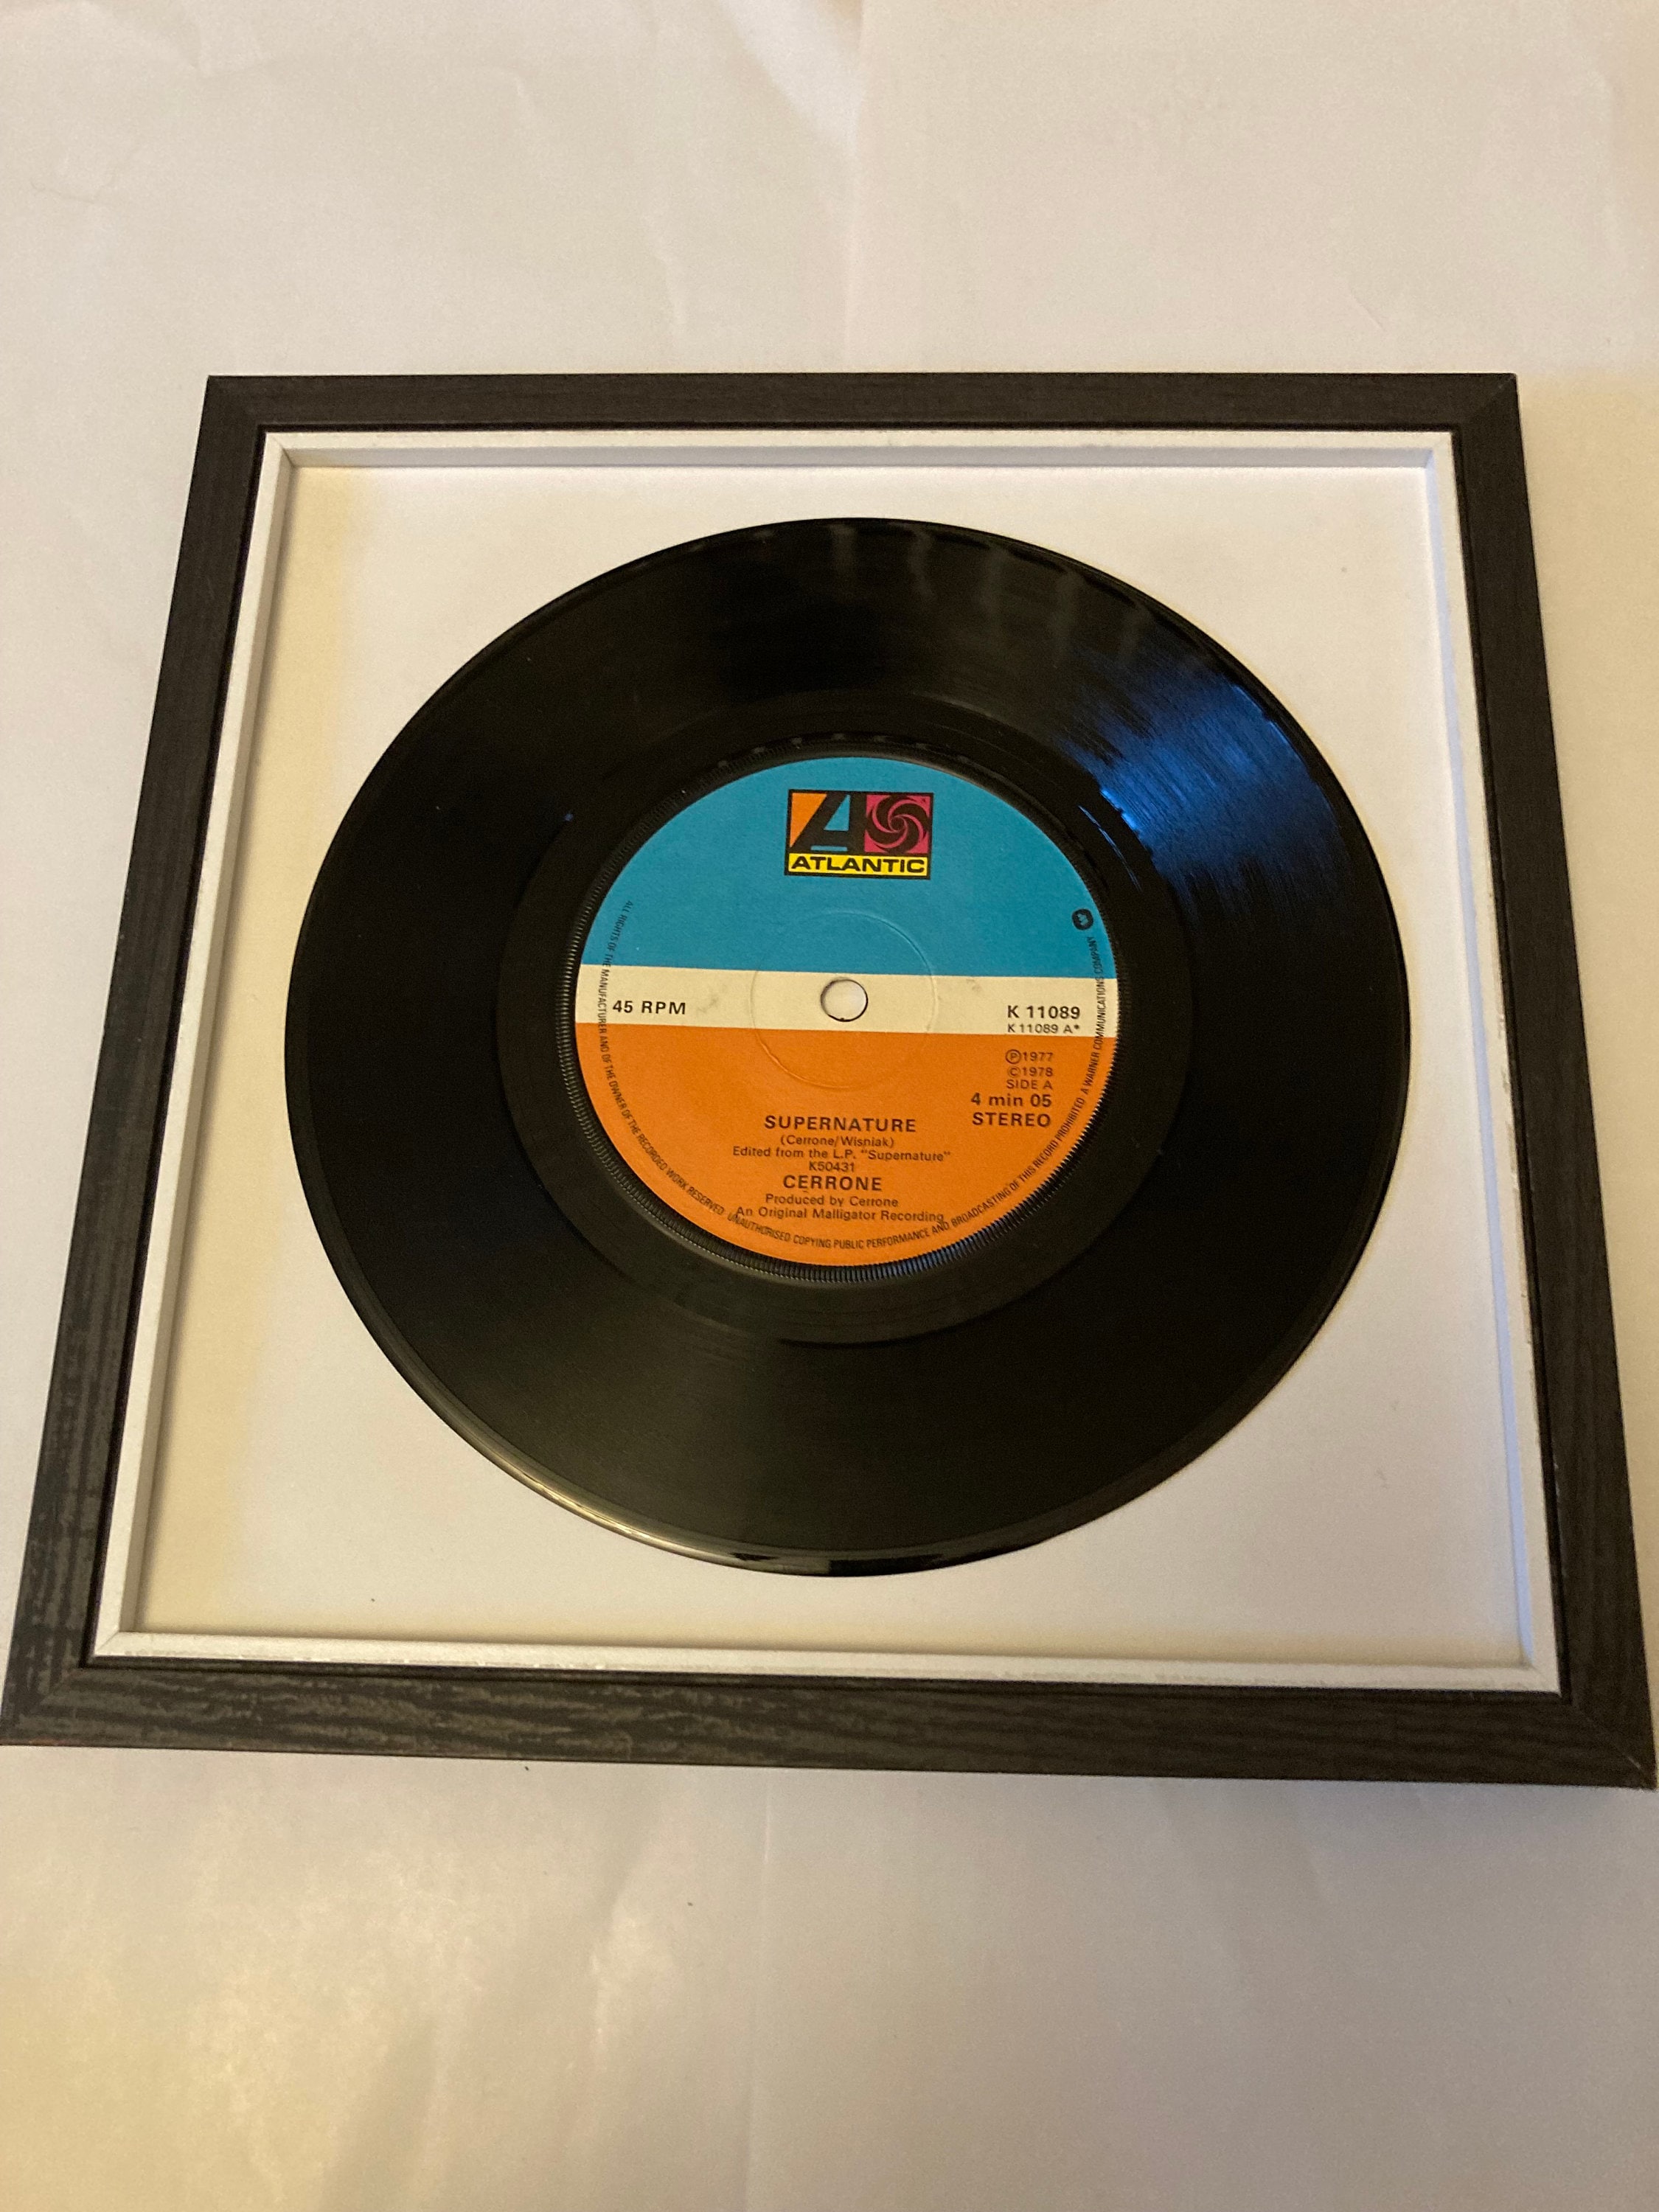 ATLANTIC
45 RPM
K 11089
K 11089 A*
Ⓟ1977
©1978
SIDE A
4 min 05
STEREO
SUPERNATURE
(Cerrone/Wisniak)
Edited from the L.P. "Supernature"
K50431
CERRONE
Produced by Cerrone
An Original Malligator Recording
ALL RIGHTS OF THE MANUFACTURER AND OF THE OWNER OF THE RECORDED WORK RESERVED. UNAUTHORISED COPYING PUBLIC PERFORMANCE AND BROADCASTING OF THIS RECORD PROHIBITED. A WARNER COMMUNICATIONS COMPANY